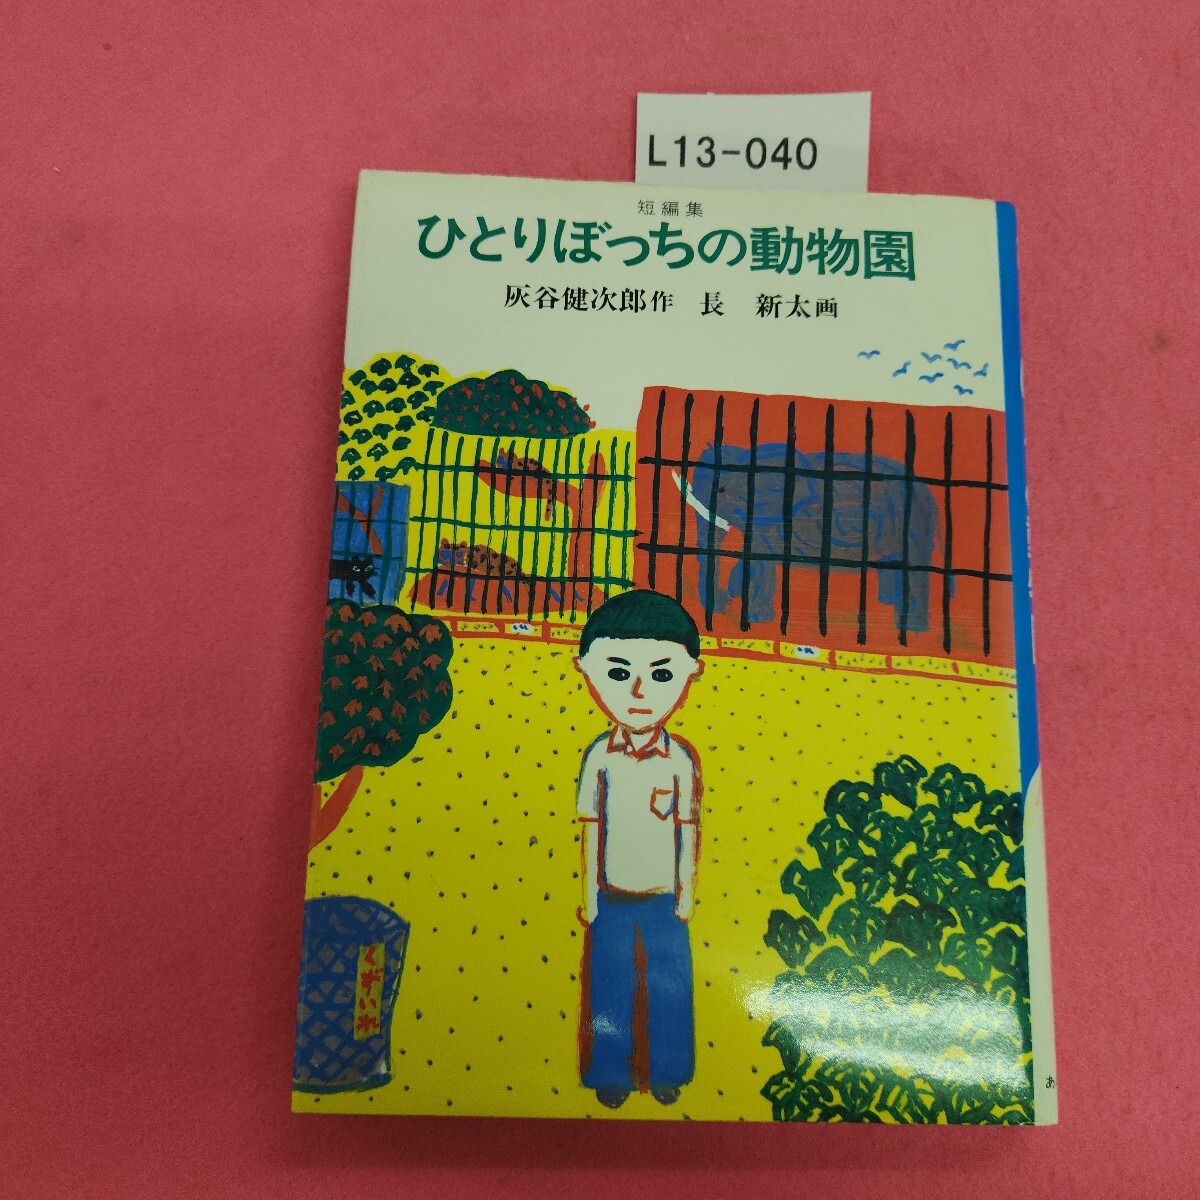 L13-040
短編集
ひとりぼっちの動物園
灰谷健次郎作 長 新太画
くずいれ
あ